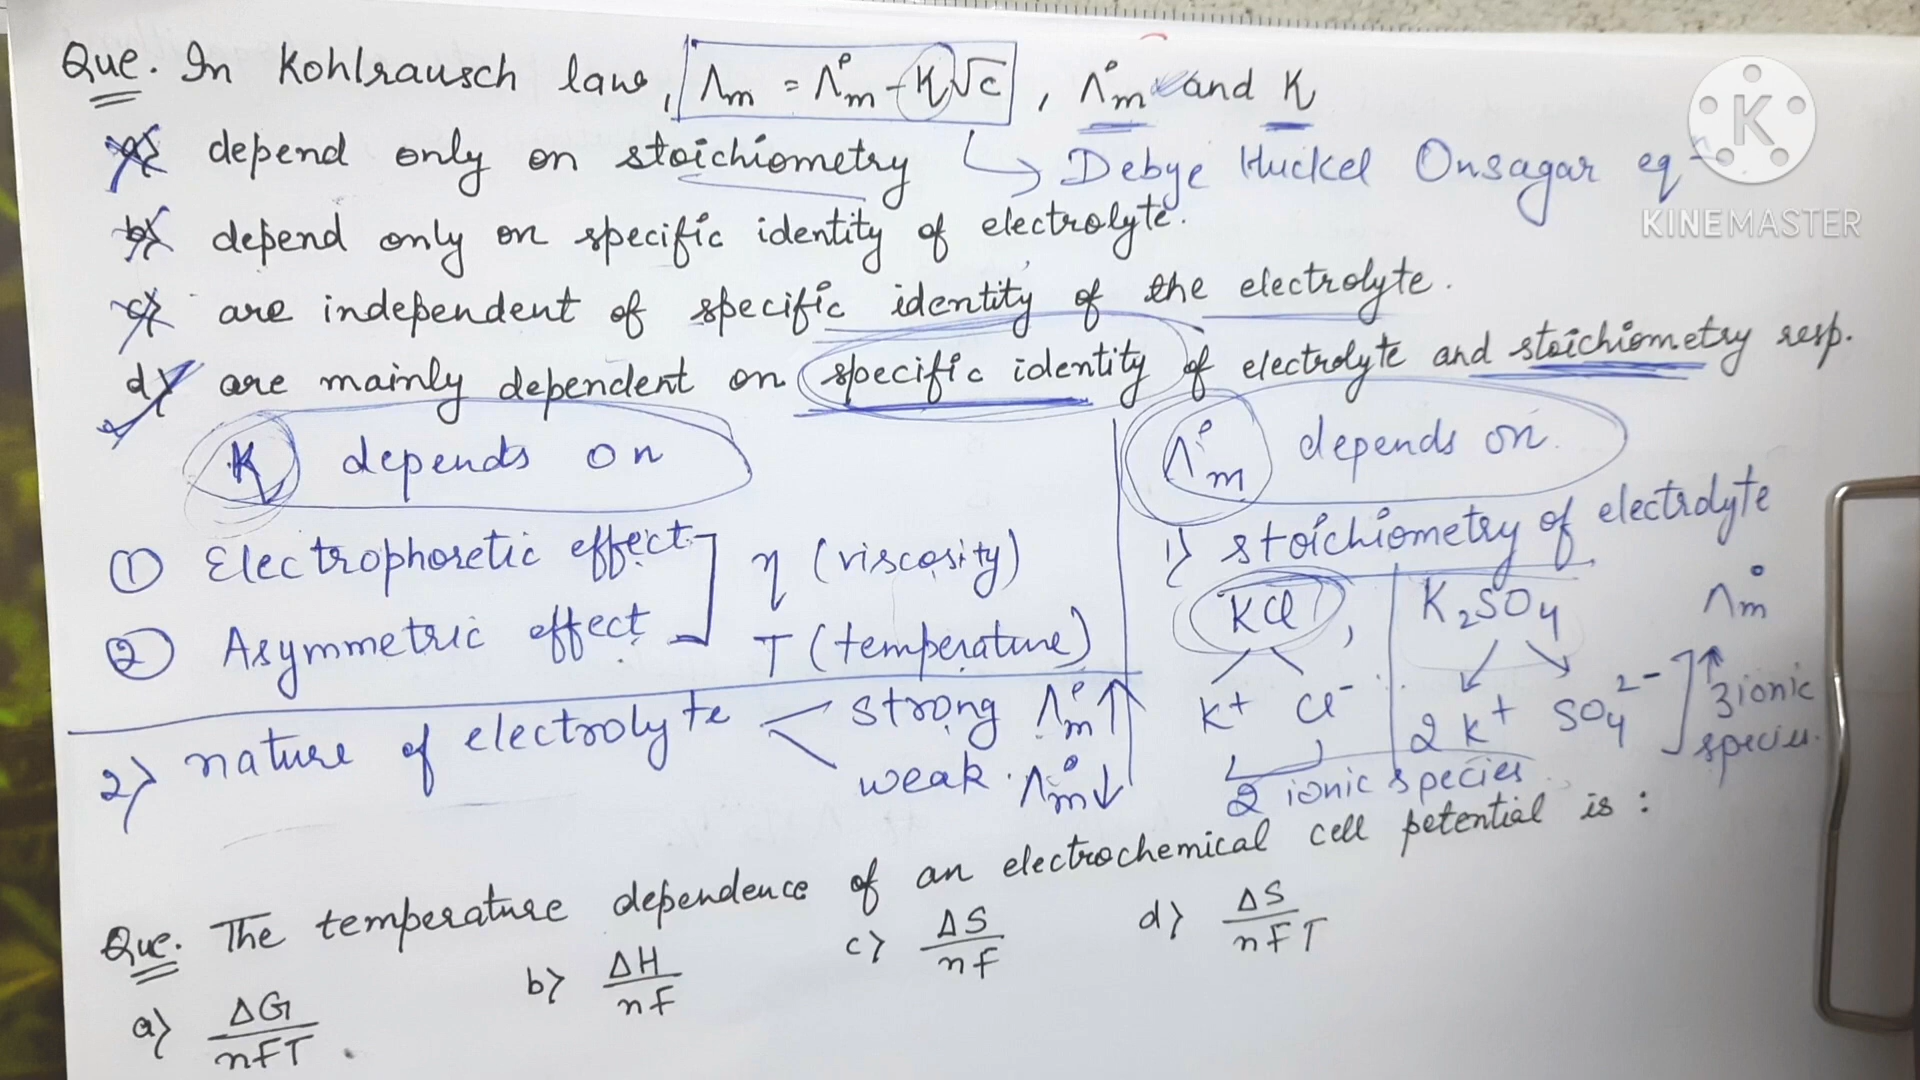 Que. In Kohlrausch law, Λm = Λ°m - K√c , Λ°m and K
a) depend only on stoichiometry
→ Debye Huckel Onsagar eqⁿ
b) depend only on specific identity of electrolyte.
c) are independent of specific identity of the electrolyte.
d) are mainly dependent on specific identity of electrolyte and stoichiometry resp.
K depends on
① Electrophoretic effect
② Asymmetric effect
η (viscosity)
T (temperature)
Λ°m depends on
1) stoichiometry of electrolyte
KCl , K₂SO₄
K⁺ Cl⁻
2 ionic species
2K⁺ SO₄²⁻
Λ°m ↑
3 ionic
species.
2) nature of electrolyte
strong Λ°m ↑
weak. Λ°m ↓
Que. The temperature dependence of an electrochemical cell potential is :
a) ΔG/nFT .
b) ΔH/nF
c) ΔS/nF
d) ΔS/nFT
K
KINEMASTER